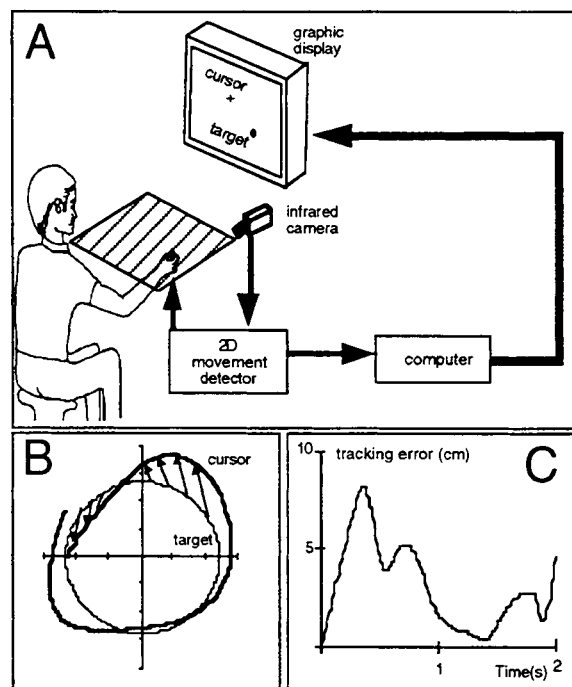 A
graphic
display
cursor
+
target
infrared
camera
2D
movement
detector
computer
B
cursor
target
C
10
tracking error (cm)
5
1
Time(s)
2